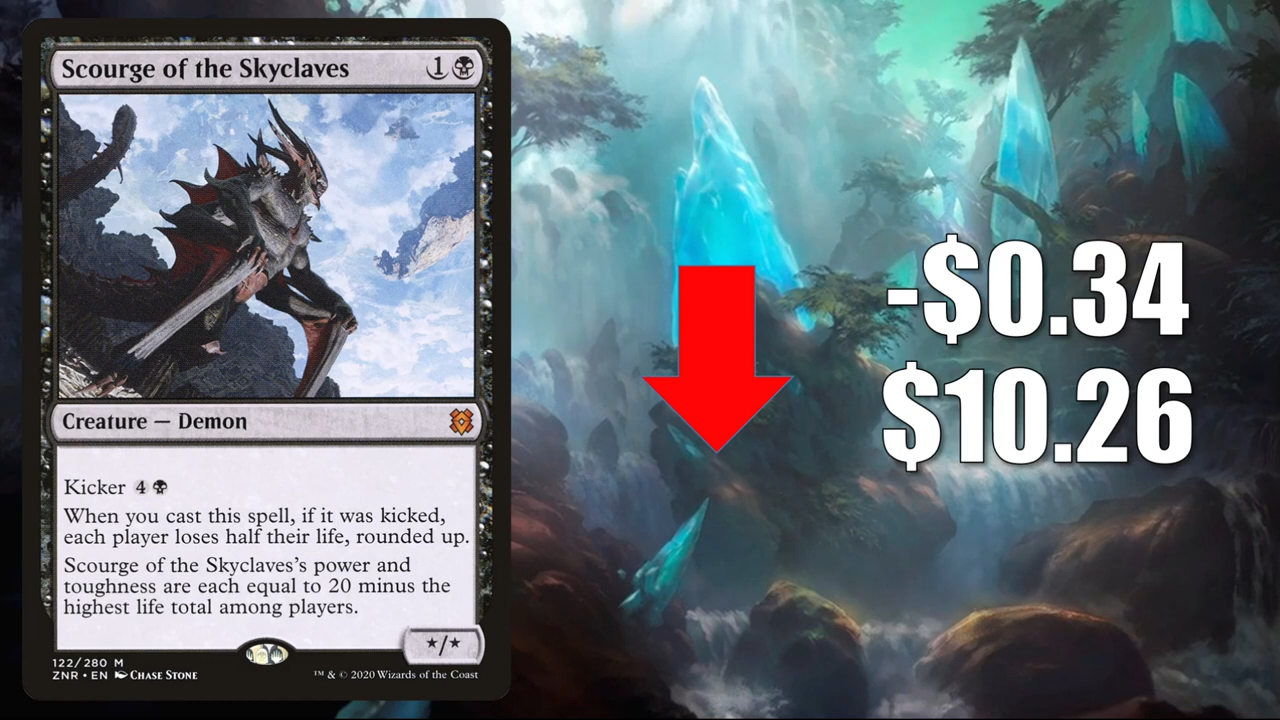 Scourge of the Skyclaves 1
Creature — Demon
Kicker 4
When you cast this spell, if it was kicked,
each player loses half their life, rounded up.
Scourge of the Skyclaves's power and
toughness are each equal to 20 minus the
highest life total among players.
★/★
122/280 M
ZNR • EN CHASE STONE
™ & © 2020 Wizards of the Coast
-$0.34
$10.26